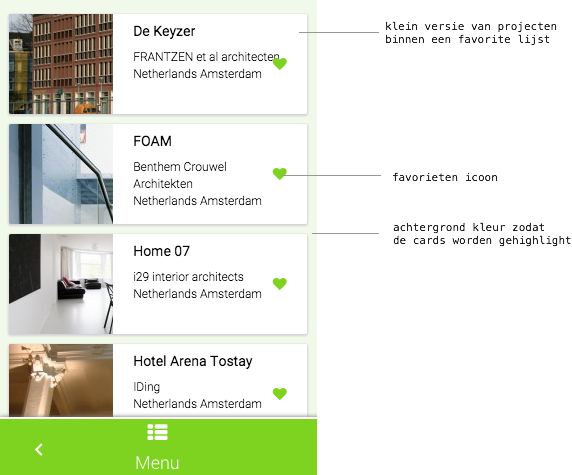 De Keyzer
FRANTZEN et al architecten
Netherlands Amsterdam
klein versie van projecten
binnen een favorite lijst
FOAM
Benthem Crouwel
Architekten
Netherlands Amsterdam
favorieten icoon
achtergrond kleur zodat
de cards worden gehighlight
Home 07
i29 interior architects
Netherlands Amsterdam
Hotel Arena Tostay
IDing
Netherlands Amsterdam
Menu